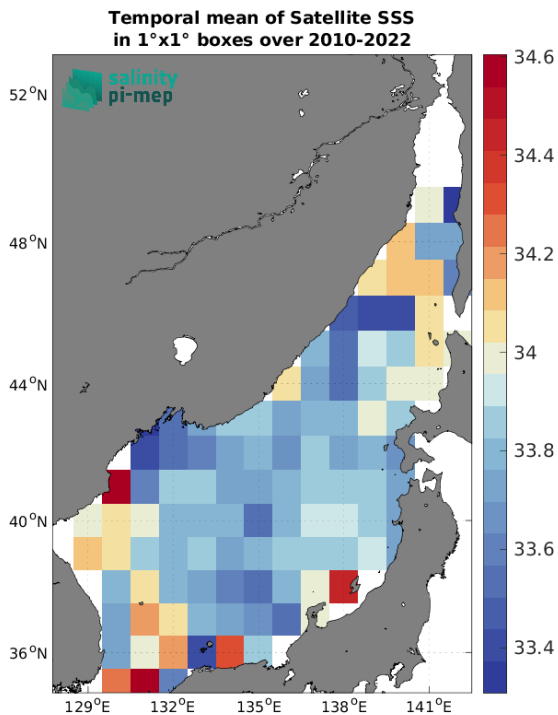 Temporal mean of Satellite SSS
in 1°x1° boxes over 2010-2022
salinity
pi-mep
52°N
48°N
44°N
40°N
36°N
129°E
132°E
135°E
138°E
141°E
34.6
34.4
34.2
34
33.8
33.6
33.4